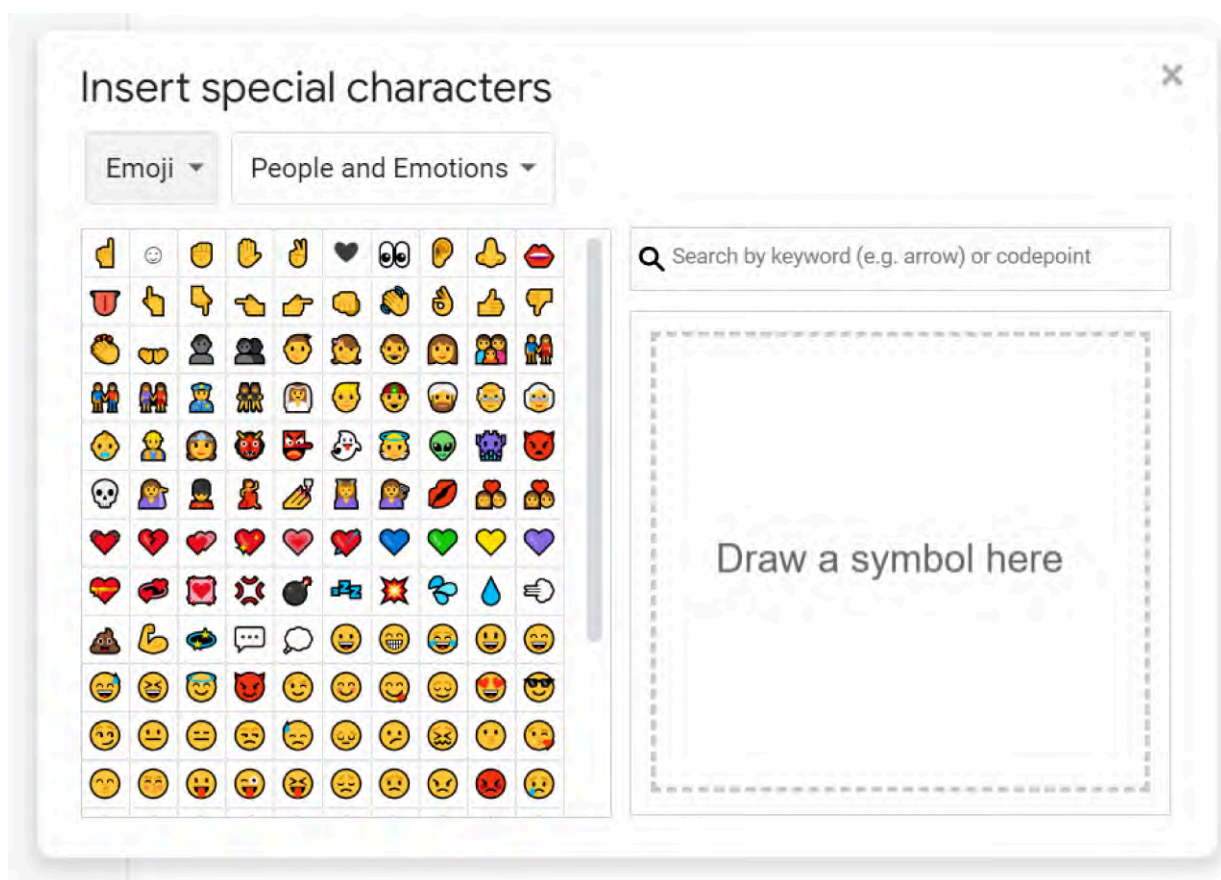 Insert special characters
Emoji
People and Emotions
Search by keyword (e.g. arrow) or codepoint
Draw a symbol here